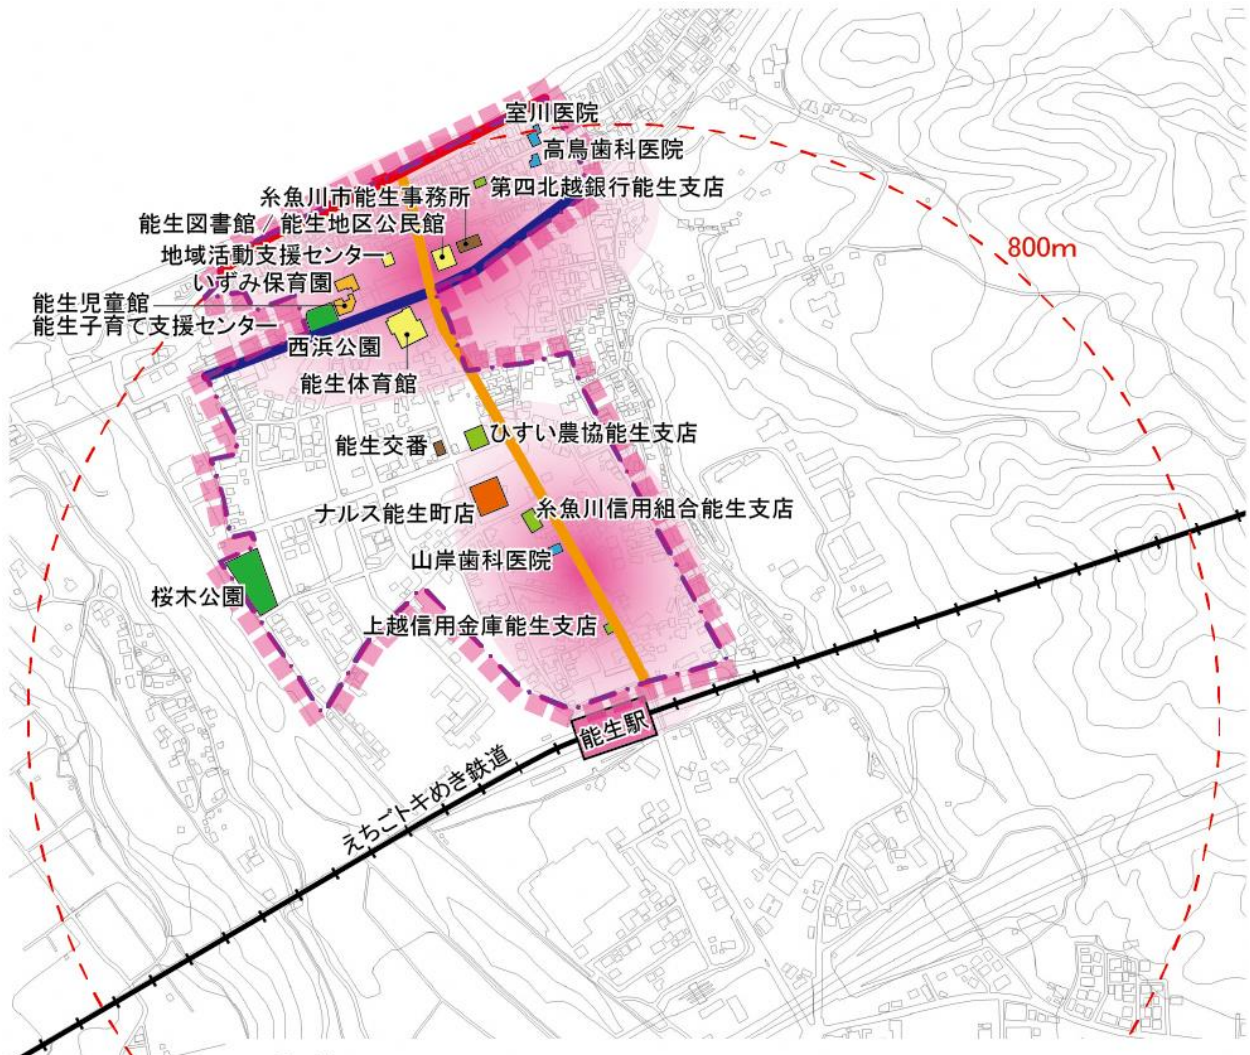 室川医院
高鳥歯科医院
第四北越銀行能生支店
糸魚川市能生事務所
能生図書館／能生地区公民館
800m
地域活動支援センター
いずみ保育園
能生児童館
能生子育て支援センター
西浜公園
能生体育館
ひすい農協能生支店
能生交番
ナルス能生町店
糸魚川信用組合能生支店
山岸歯科医院
桜木公園
上越信用金庫能生支店
能生駅
えちごトキめき鉄道